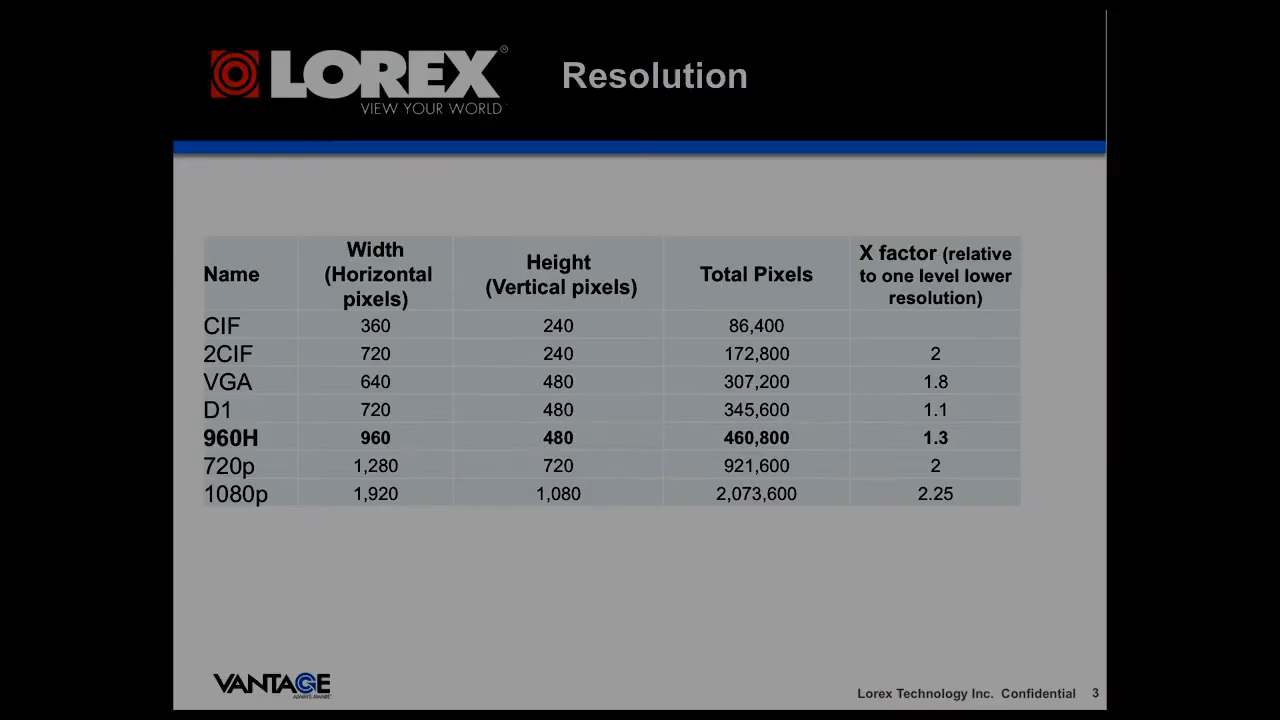 LOREX®
VIEW YOUR WORLD
Resolution
Name
Width
(Horizontal
pixels)
Height
(Vertical pixels)
Total Pixels
X factor (relative
to one level lower
resolution)
CIF 360 240 86,400
2CIF 720 240 172,800 2
VGA 640 480 307,200 1.8
D1 720 480 345,600 1.1
960H 960 480 460,800 1.3
720p 1,280 720 921,600 2
1080p 1,920 1,080 2,073,600 2.25
VANTAGE
ALWAYS AWARE
Lorex Technology Inc. Confidential 3